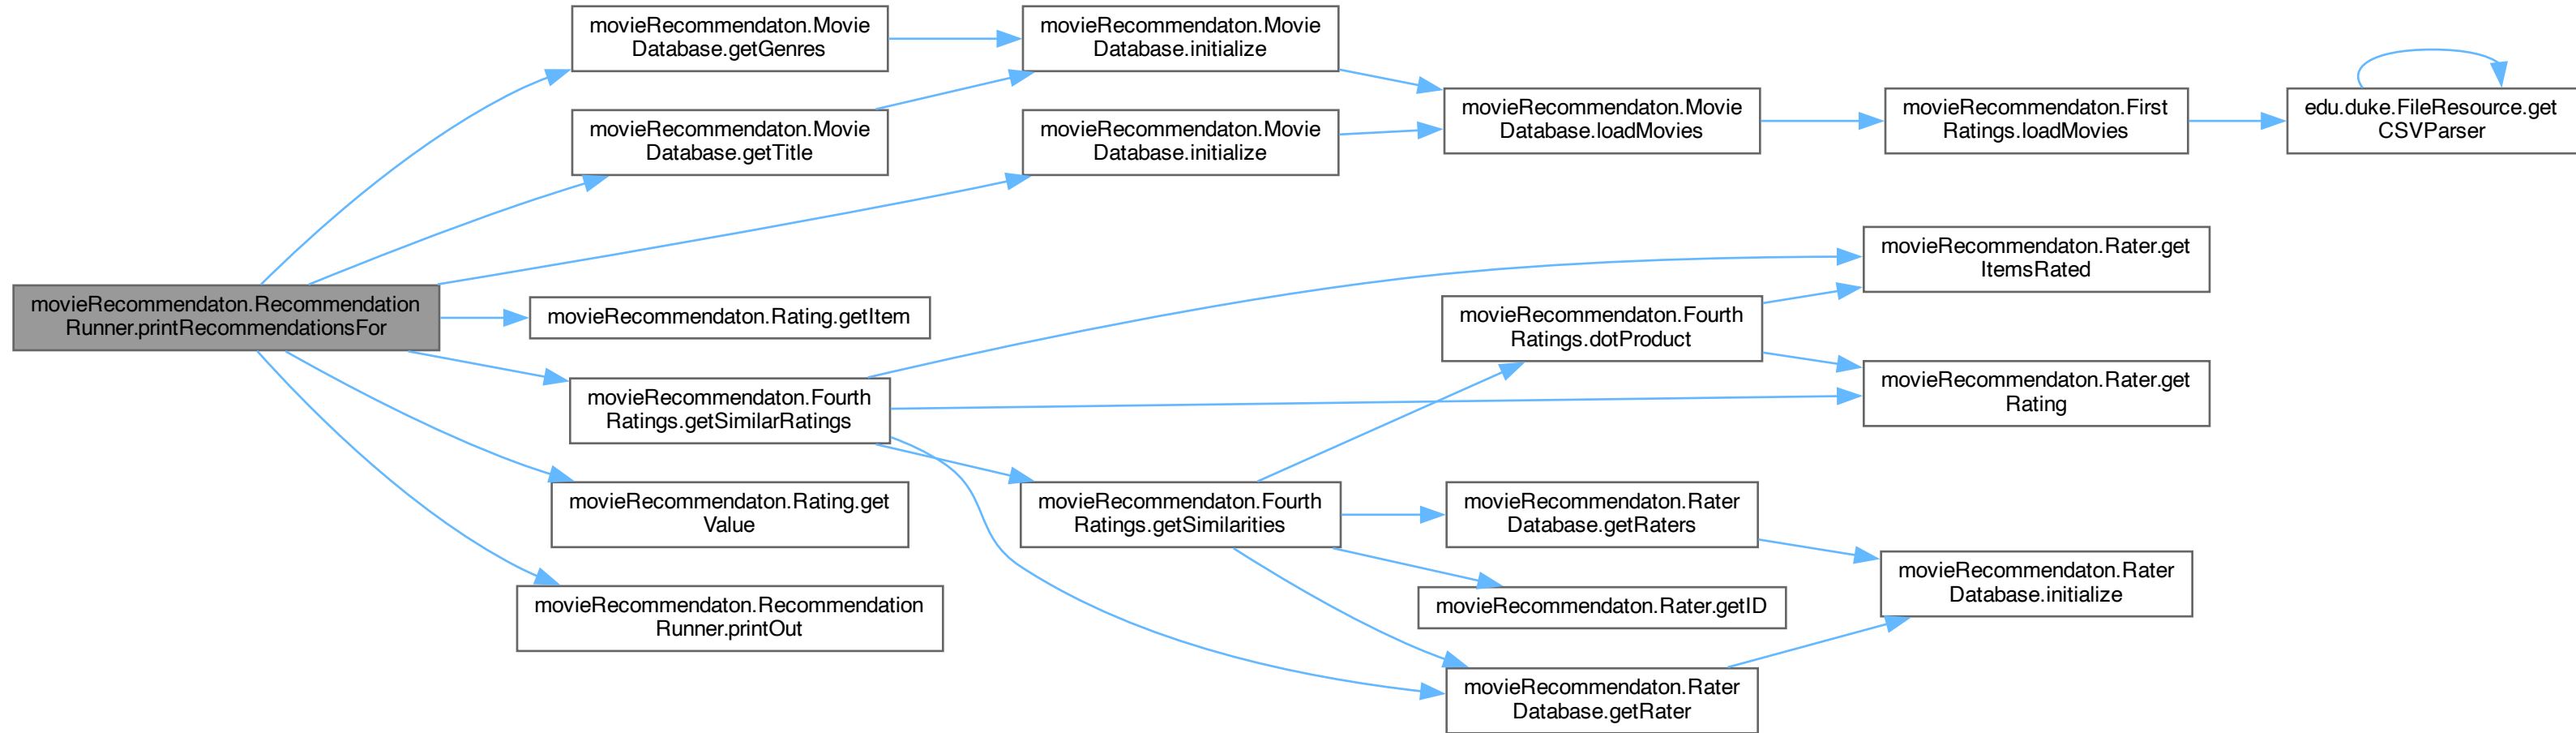 movieRecommendaton.Movie
Database.getGenres
movieRecommendaton.Movie
Database.initialize
movieRecommendaton.Movie
Database.getTitle
movieRecommendaton.Movie
Database.initialize
movieRecommendaton.Movie
Database.loadMovies
movieRecommendaton.First
Ratings.loadMovies
edu.duke.FileResource.get
CSVParser
movieRecommendaton.Recommendation
Runner.printRecommendationsFor
movieRecommendaton.Rating.getItem
movieRecommendaton.Rater.get
ItemsRated
movieRecommendaton.Fourth
Ratings.dotProduct
movieRecommendaton.Fourth
Ratings.getSimilarRatings
movieRecommendaton.Rater.get
Rating
movieRecommendaton.Rating.get
Value
movieRecommendaton.Fourth
Ratings.getSimilarities
movieRecommendaton.Rater
Database.getRaters
movieRecommendaton.Recommendation
Runner.printOut
movieRecommendaton.Rater.getID
movieRecommendaton.Rater
Database.initialize
movieRecommendaton.Rater
Database.getRater